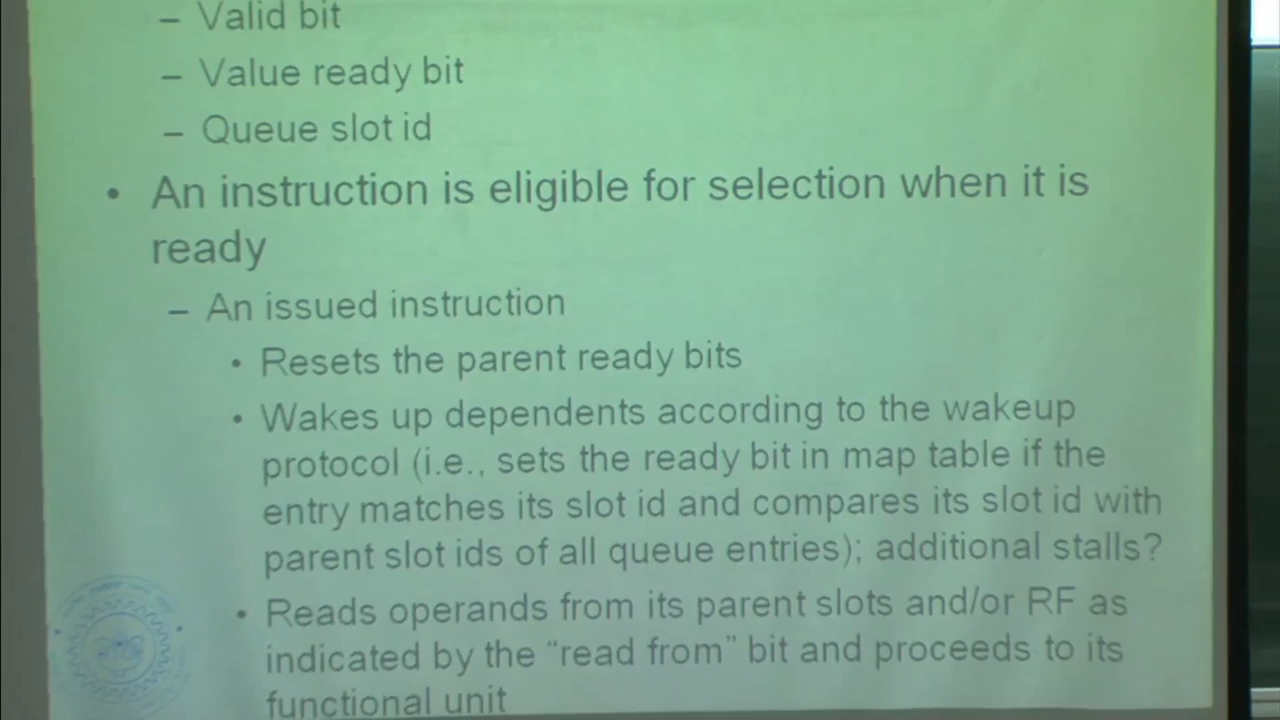 – Valid bit
– Value ready bit
– Queue slot id
• An instruction is eligible for selection when it is
ready
– An issued instruction
• Resets the parent ready bits
• Wakes up dependents according to the wakeup
protocol (i.e., sets the ready bit in map table if the
entry matches its slot id and compares its slot id with
parent slot ids of all queue entries); additional stalls?
• Reads operands from its parent slots and/or RF as
indicated by the “read from” bit and proceeds to its
functional unit